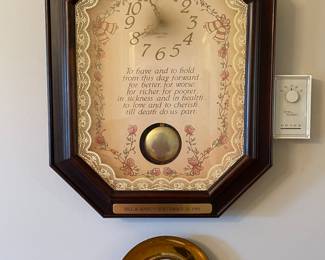 10
9
3
8
4
7 6 5
To have and to hold
from this day forward
for better, for worse
for richer, for poorer
in sickness and in health
to love and to cherish
till death do us part.